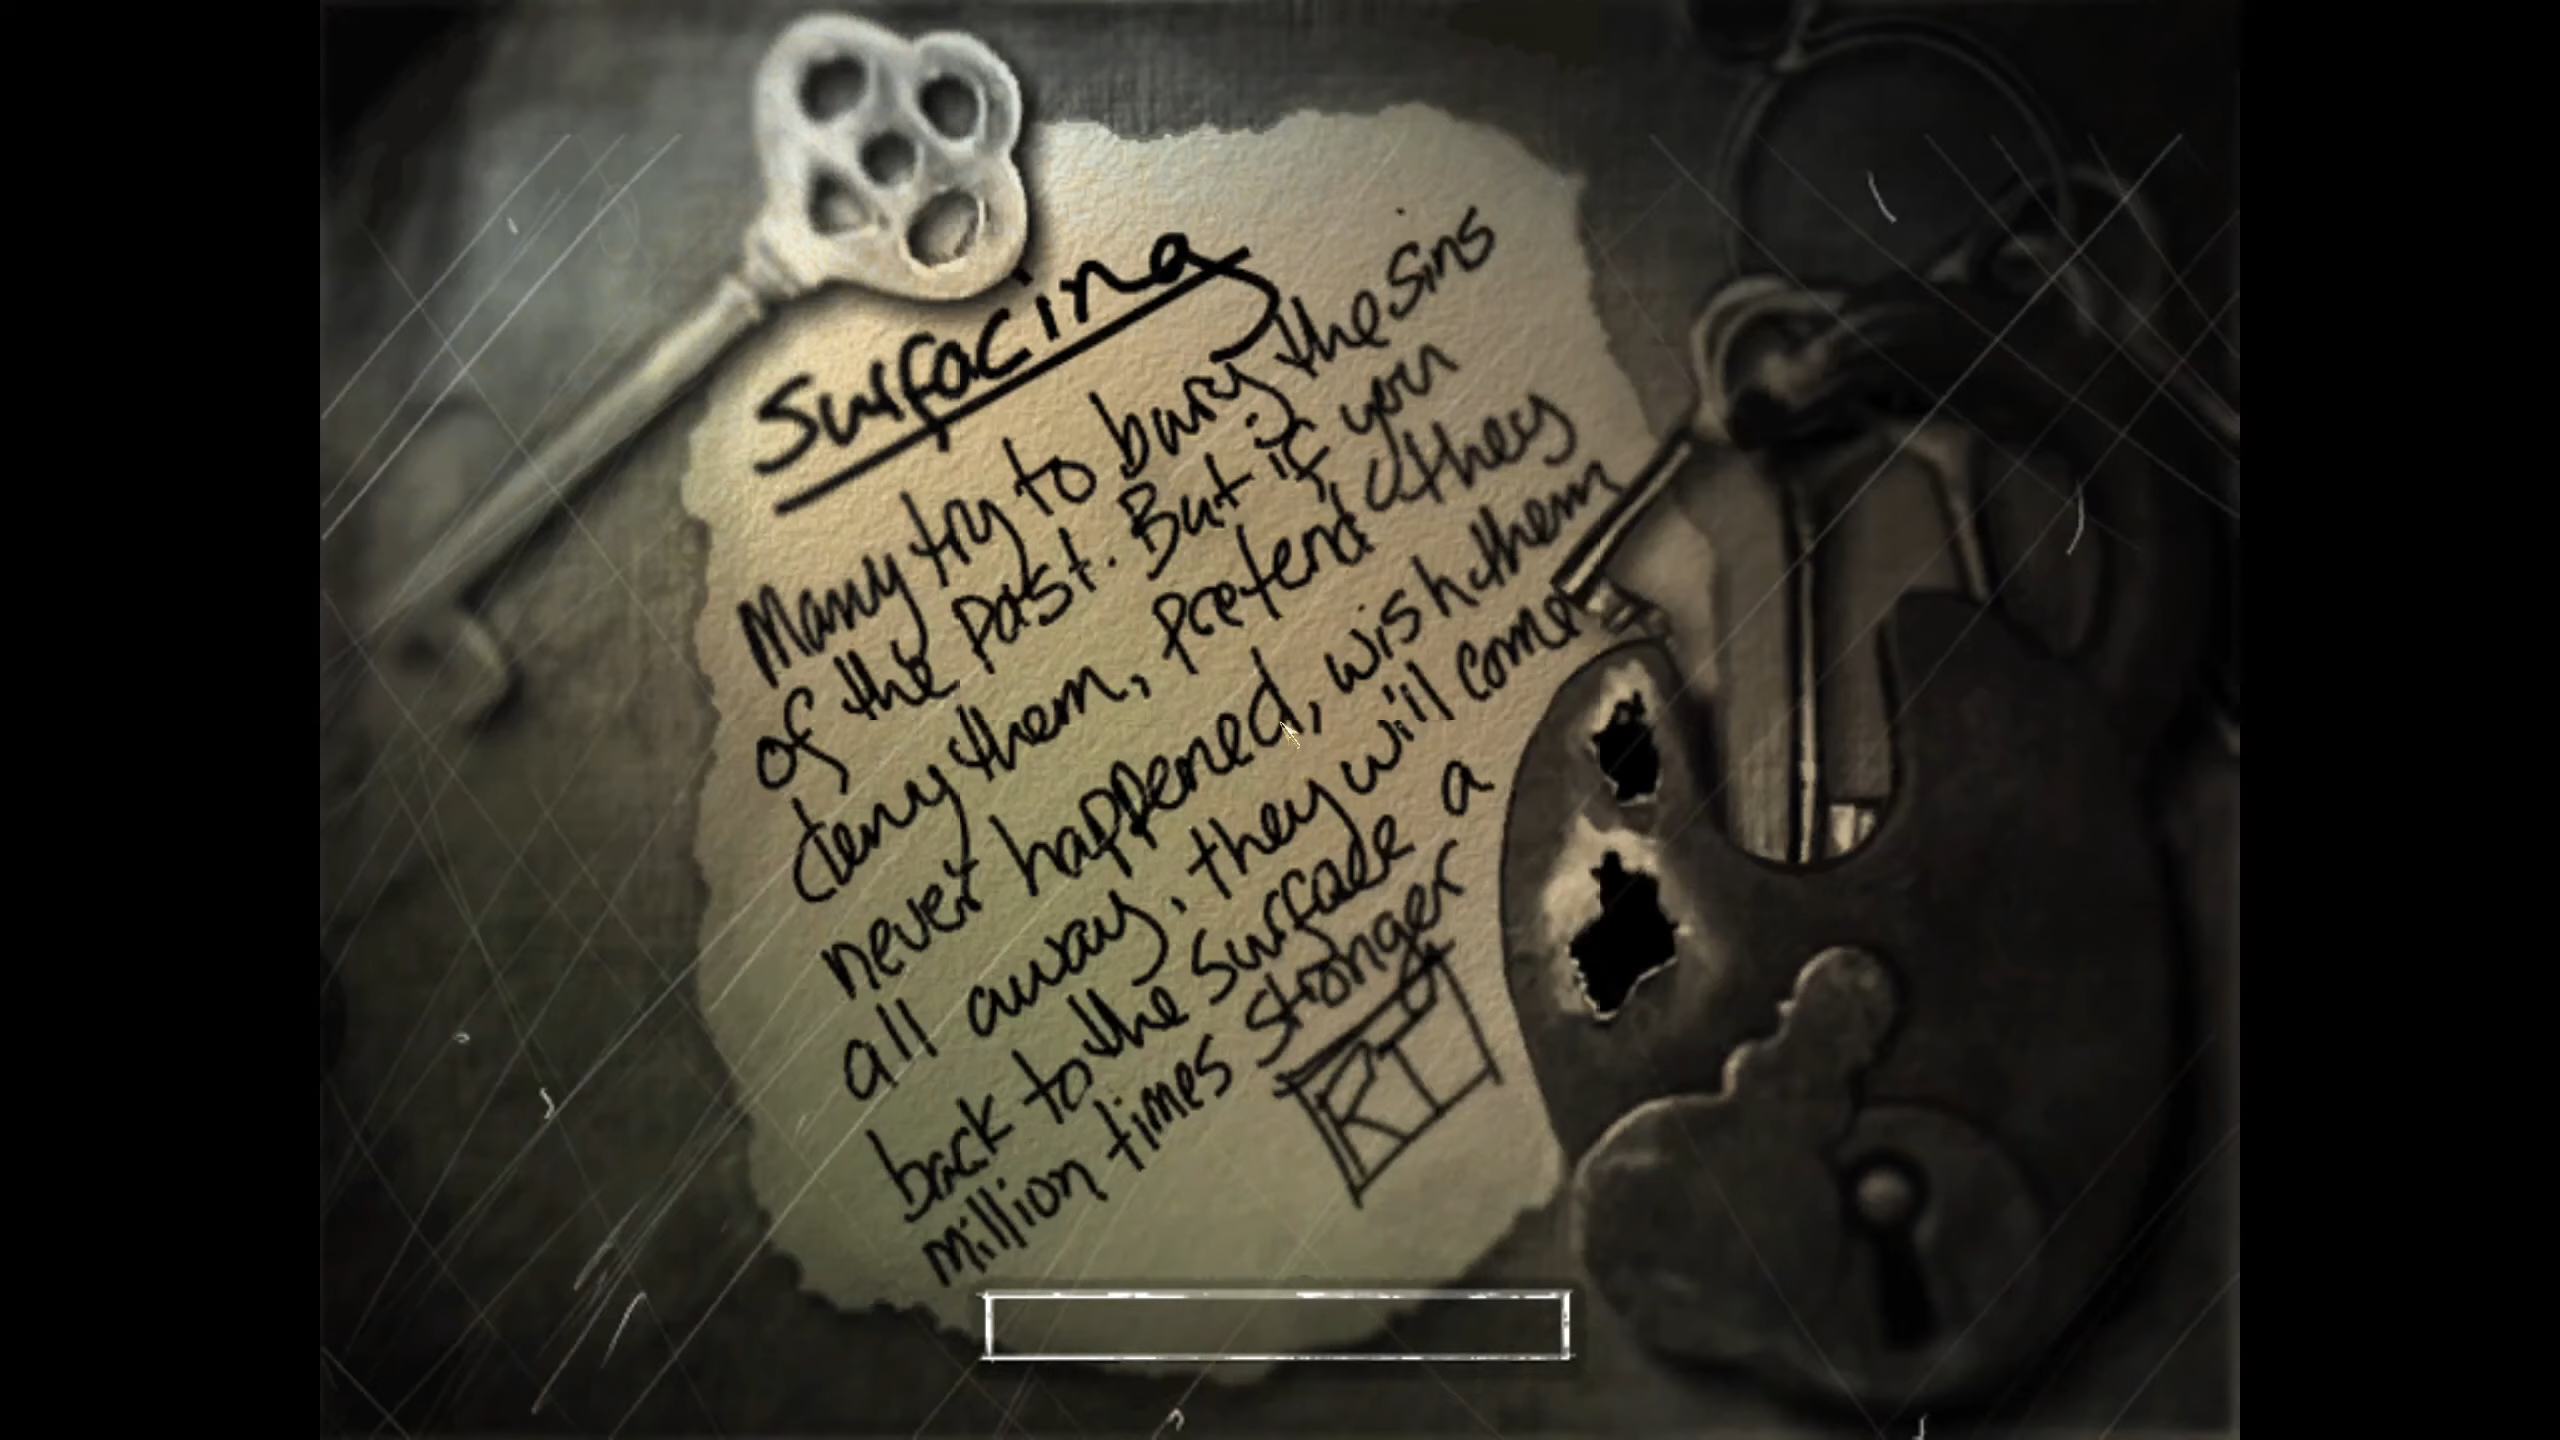 Surfacing
Many try to bury the sins
of the past. But if you
deny them, pretend they
never happened, wish them
all away, they will come
back to the surface a
million times stronger
RT